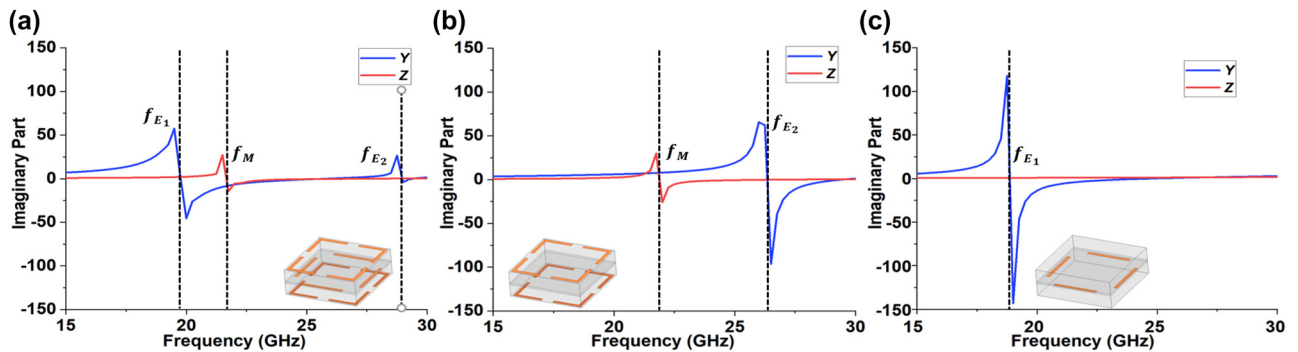 (a)
150
100
50
0
-50
-100
-150
Imaginary Part
f_E₁
f_M
f_E₂
Y
Z
15
20
25
30
Frequency (GHz)
(b)
150
100
50
0
-50
-100
-150
Imaginary Part
f_M
f_E₂
Y
Z
15
20
25
30
Frequency (GHz)
(c)
150
100
50
0
-50
-100
-150
Imaginary Part
f_E₁
Y
Z
15
20
25
30
Frequency (GHz)